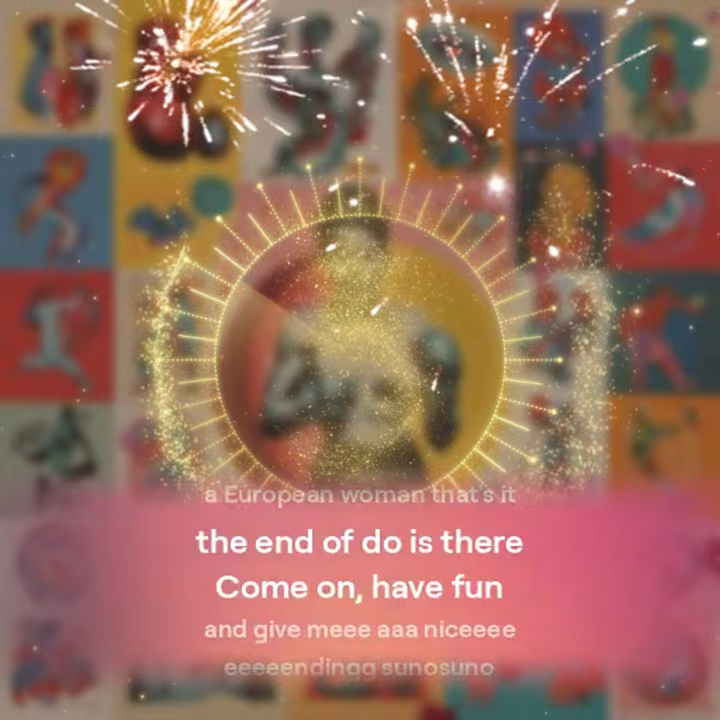 a European woman that's it
the end of do is there
Come on, have fun
and give meee aaa niceeee
eeeeendingg sunosuno